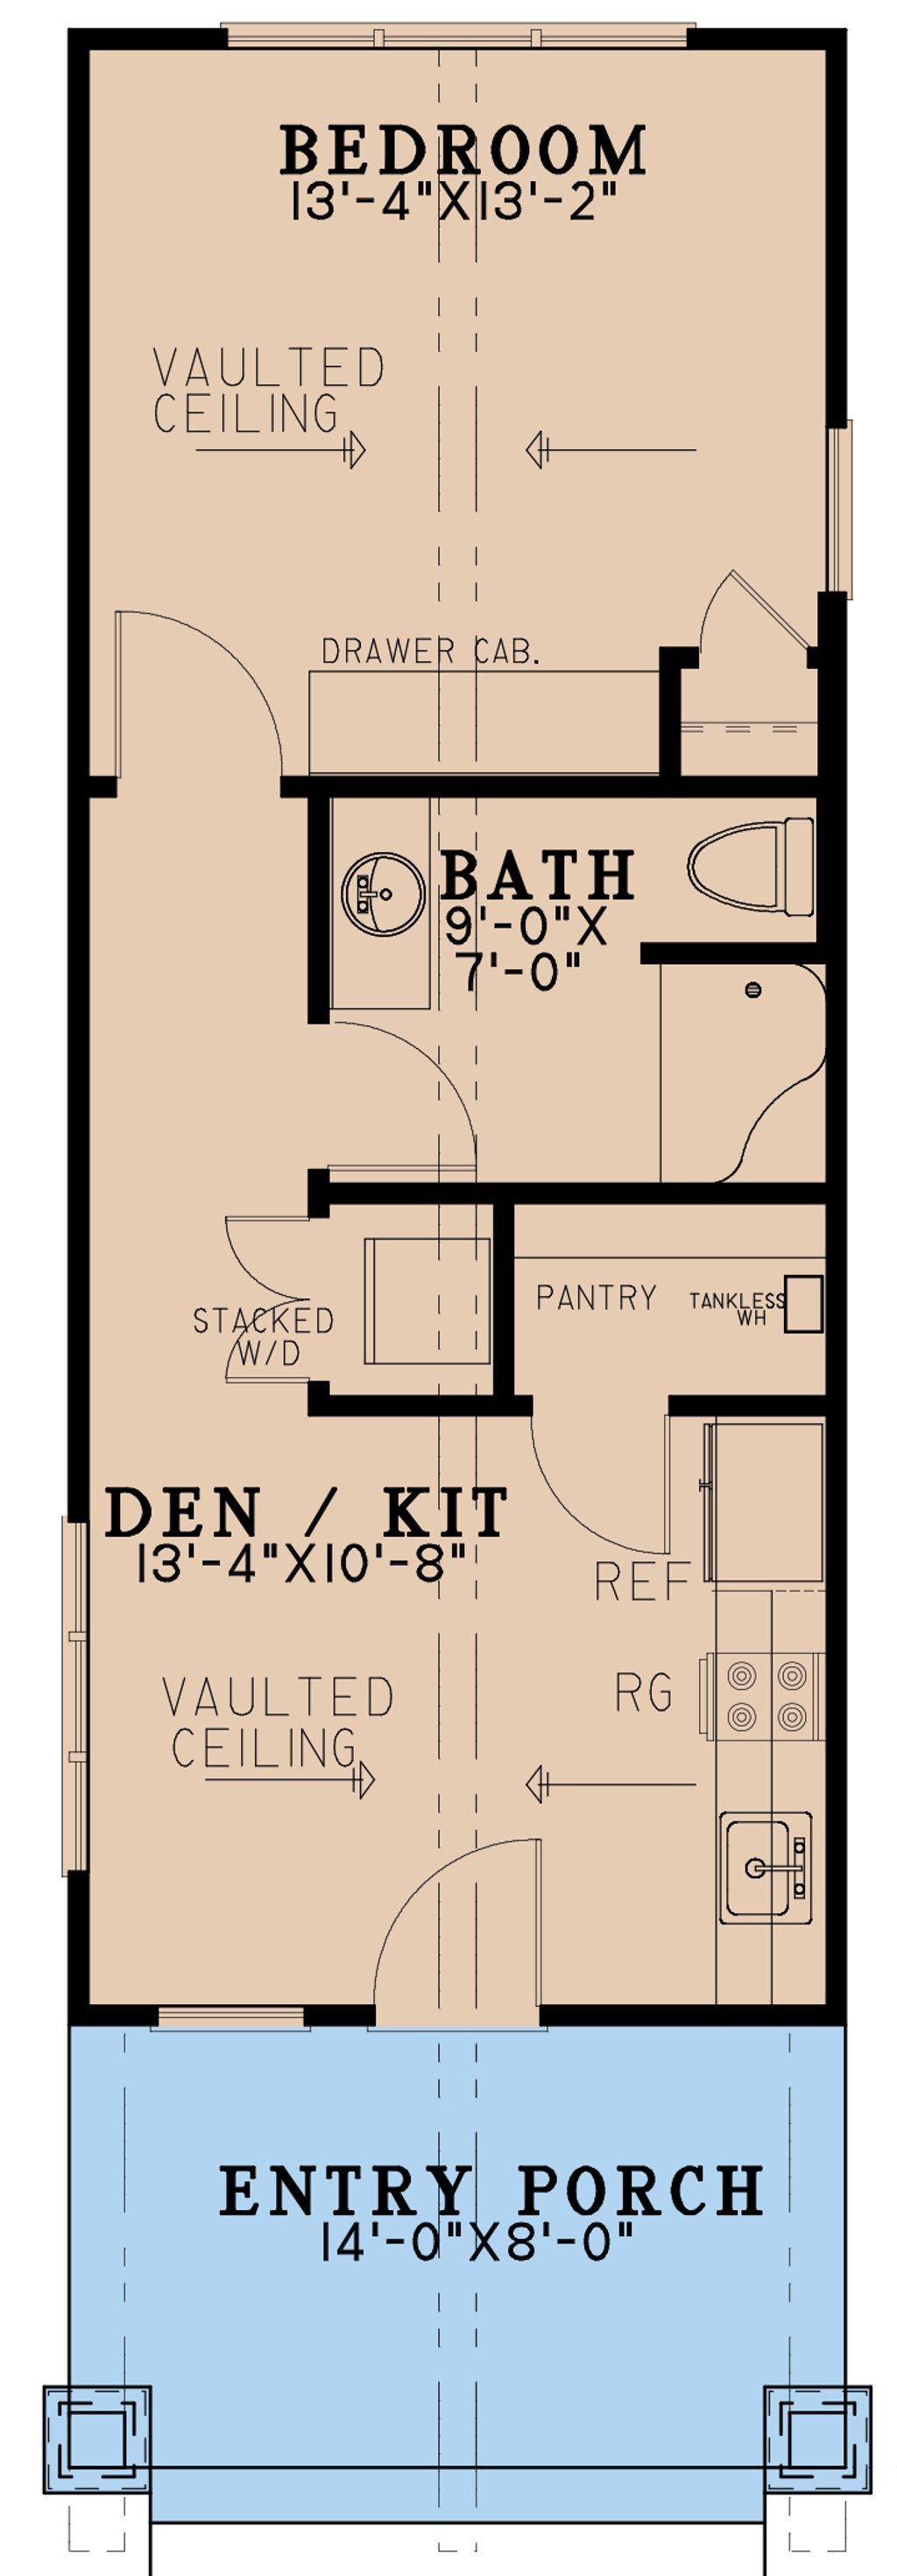 BEDROOM
13'-4"X13'-2"
VAULTED
CEILING
DRAWER CAB.
BATH
9'-0"X
7'-0"
PANTRY
TANKLESS
WH
STACKED
W/D
DEN / KIT
13'-4"X10'-8"
REF
RG
VAULTED
CEILING
ENTRY PORCH
14'-0"X8'-0"